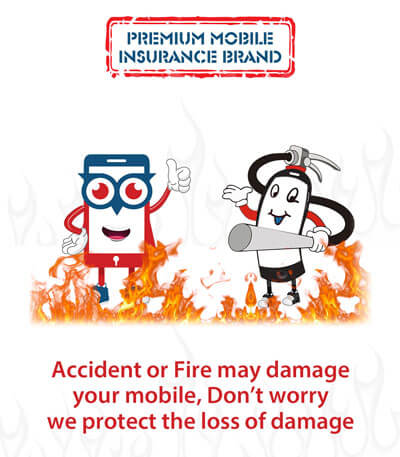 PREMIUM MOBILE
INSURANCE BRAND
Accident or Fire may damage
your mobile, Don't worry
we protect the loss of damage